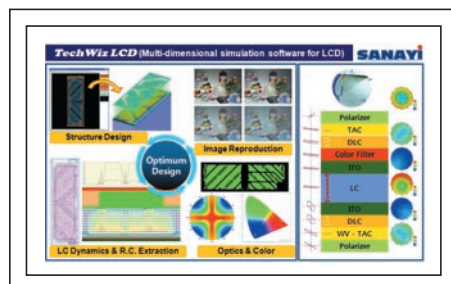 TechWiz LCD (Multi-dimensional simulation software for LCD)
SANAYI
Structure Design
Image Reproduction
Optimum
Design
LC Dynamics & R.C. Extraction
Optics & Color
Polarizer
TAC
DLC
Color Filter
ITO
LC
ITO
DLC
WV - TAC
Polarizer